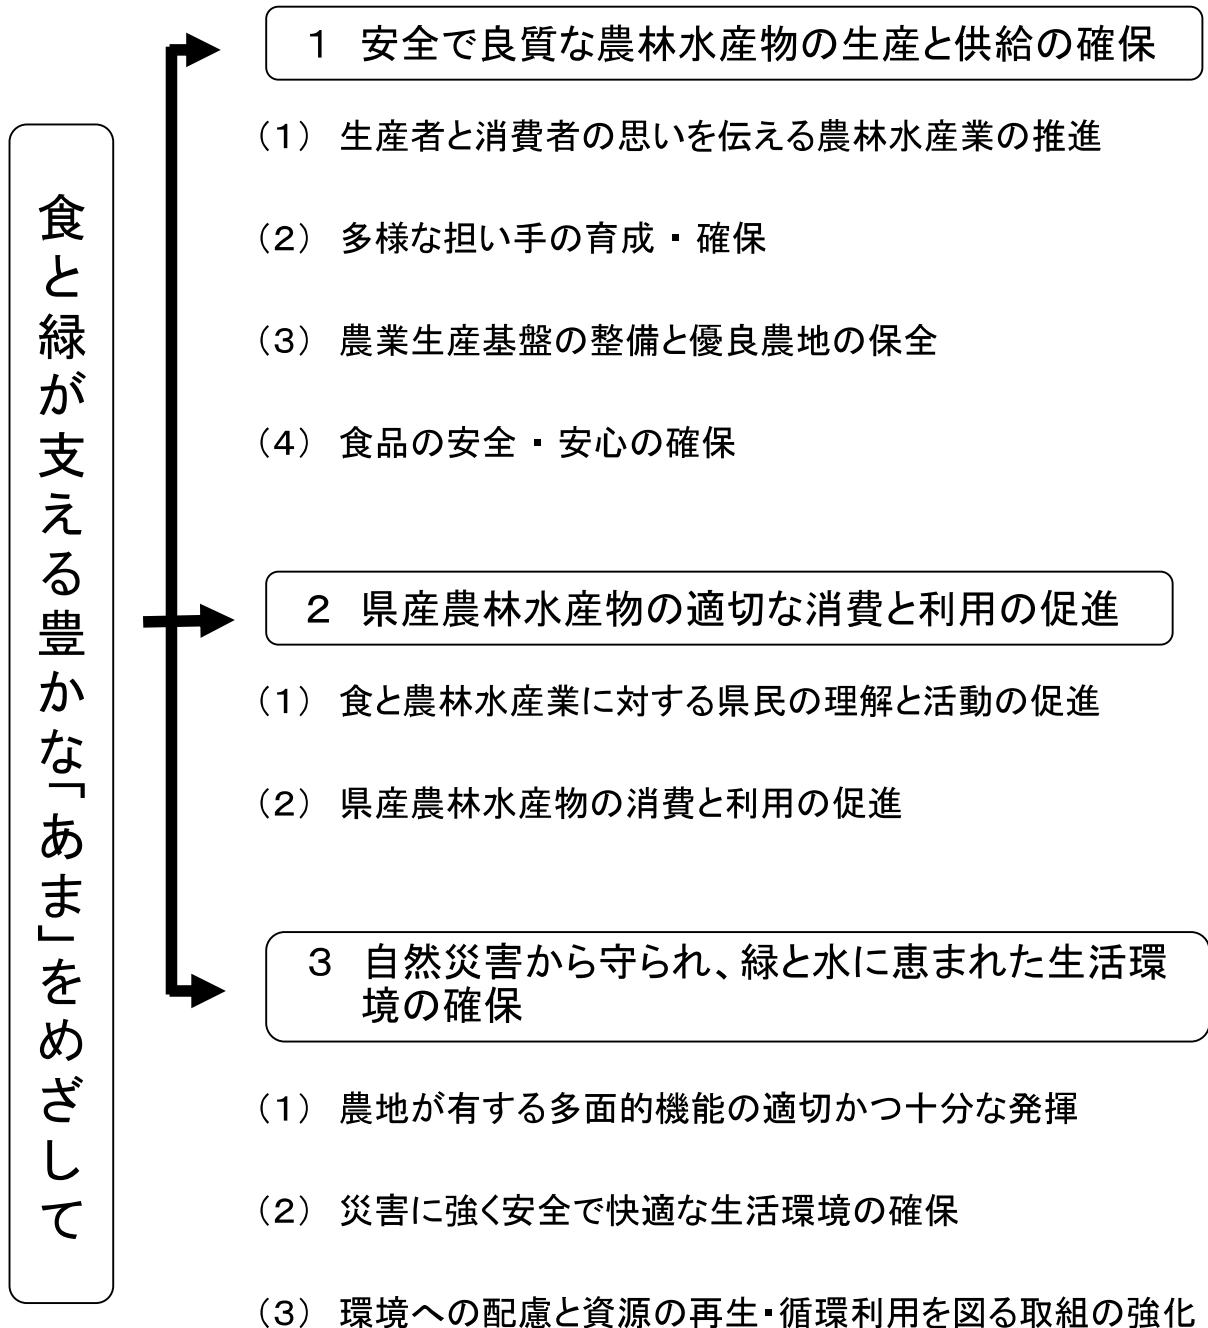 食と緑が支える豊かな「あま」をめざして
１ 安全で良質な農林水産物の生産と供給の確保
（１） 生産者と消費者の思いを伝える農林水産業の推進
（２） 多様な担い手の育成・確保
（３） 農業生産基盤の整備と優良農地の保全
（４） 食品の安全・安心の確保
２ 県産農林水産物の適切な消費と利用の促進
（１） 食と農林水産業に対する県民の理解と活動の促進
（２） 県産農林水産物の消費と利用の促進
３ 自然災害から守られ、緑と水に恵まれた生活環
境の確保
（１） 農地が有する多面的機能の適切かつ十分な発揮
（２） 災害に強く安全で快適な生活環境の確保
（３） 環境への配慮と資源の再生・循環利用を図る取組の強化